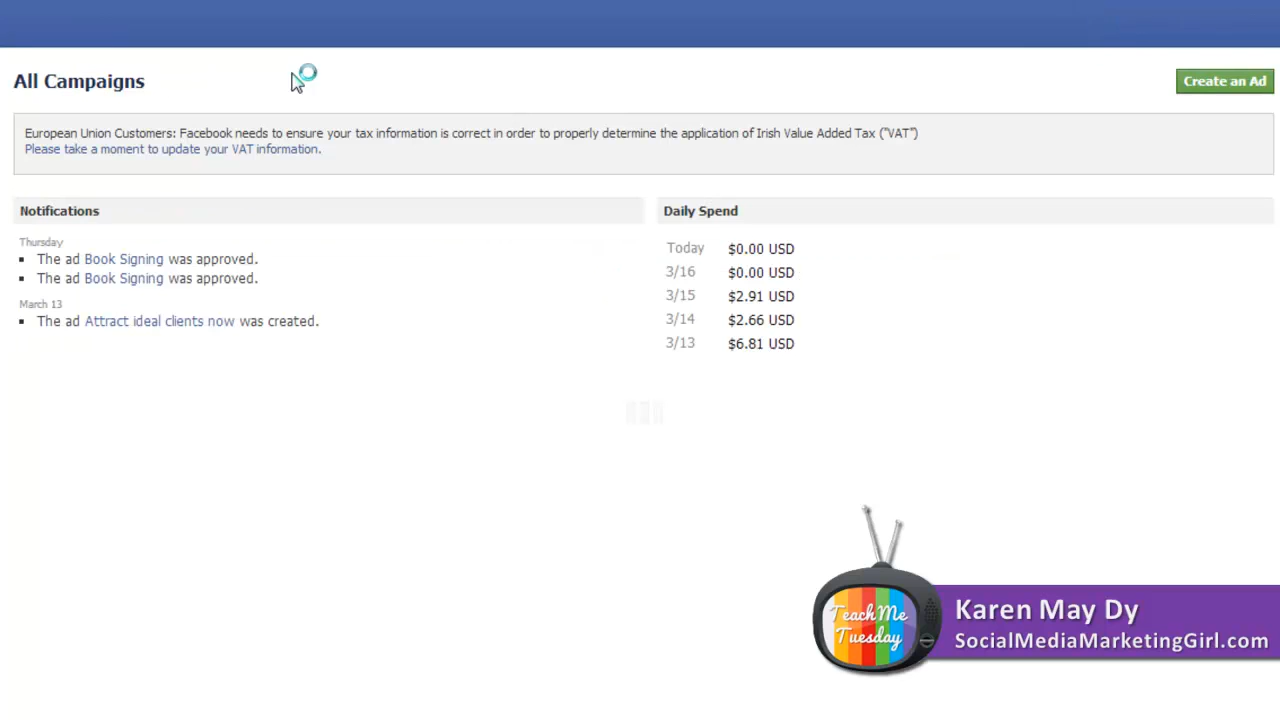 All Campaigns
Create an Ad
European Union Customers: Facebook needs to ensure your tax information is correct in order to properly determine the application of Irish Value Added Tax ("VAT")
Please take a moment to update your VAT information.
Notifications
Thursday
The ad Book Signing was approved.
The ad Book Signing was approved.
March 13
The ad Attract ideal clients now was created.
Daily Spend
Today $0.00 USD
3/16 $0.00 USD
3/15 $2.91 USD
3/14 $2.66 USD
3/13 $6.81 USD
Teach Me
Tuesday
Karen May Dy
SocialMediaMarketingGirl.com